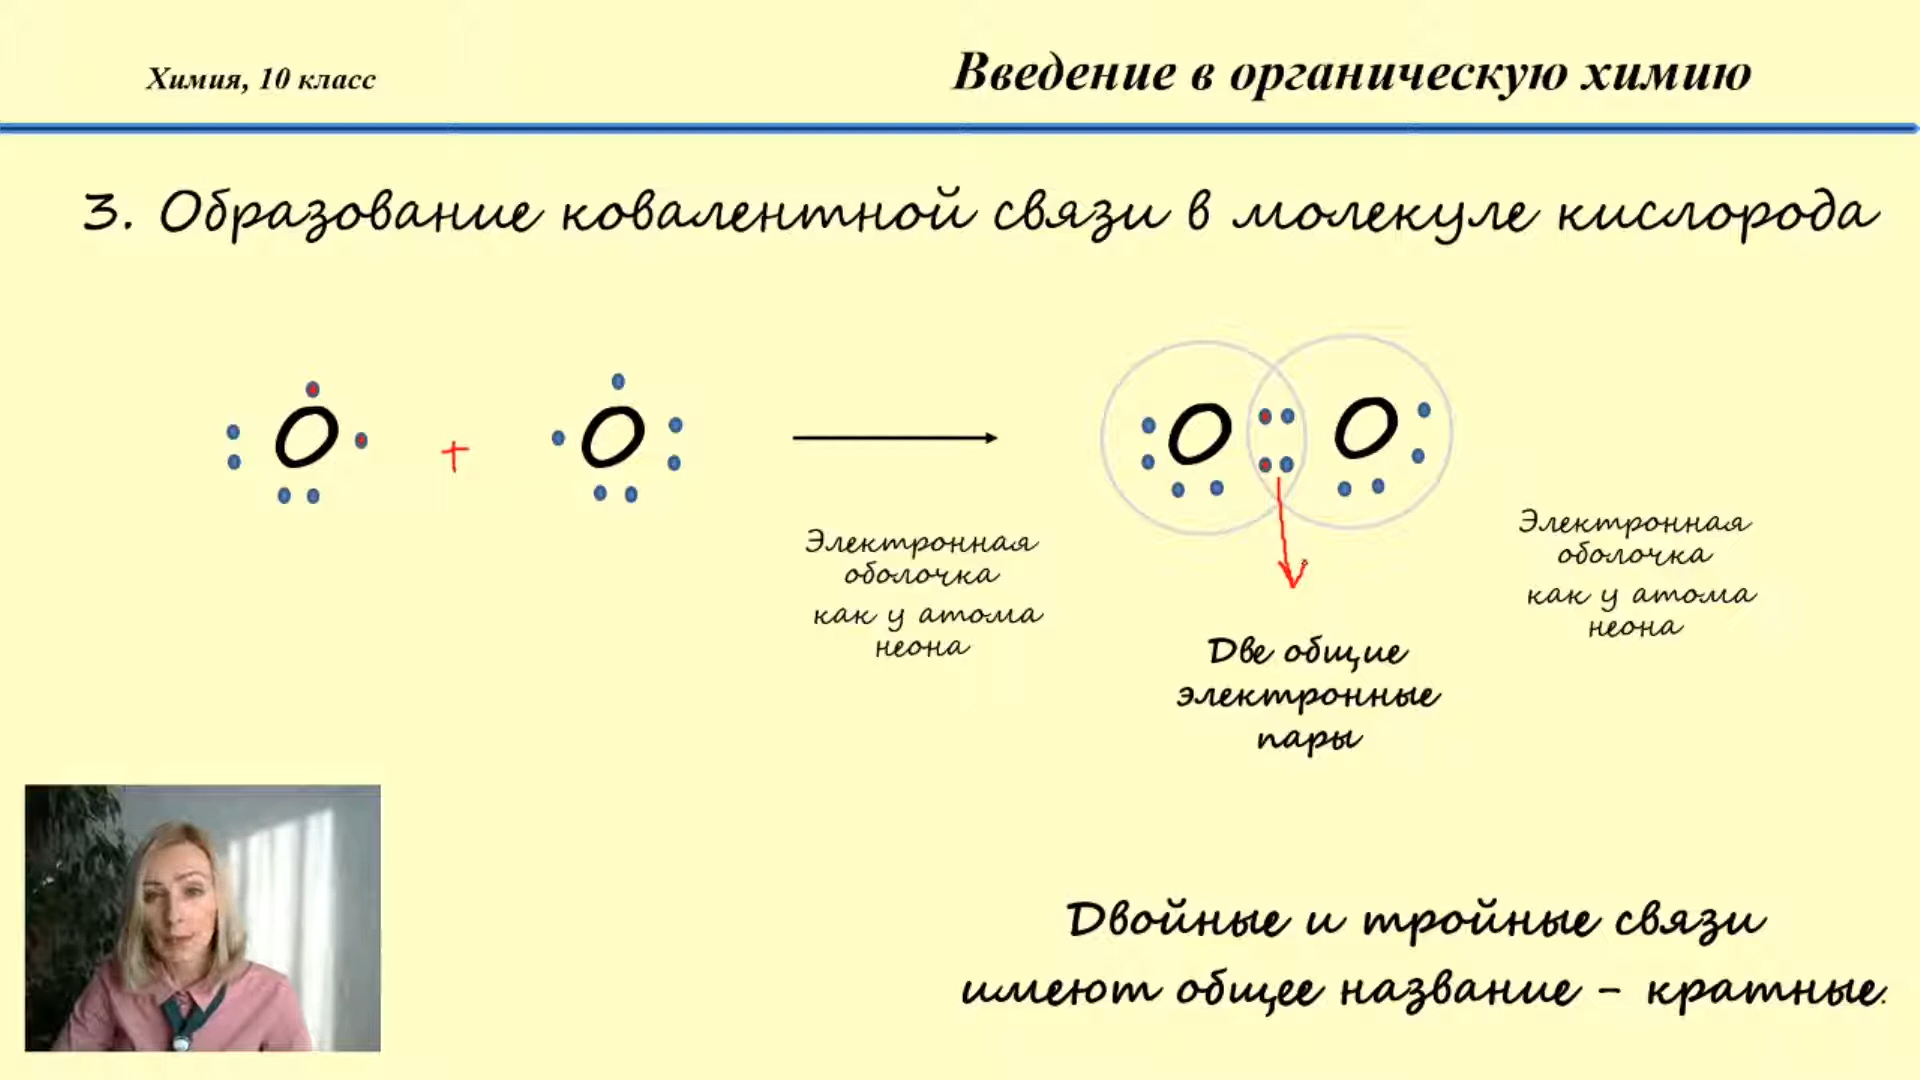 Химия, 10 класс
Введение в органическую химию
3. Образование ковалентной связи в молекуле кислорода
O + O
O O
Электронная
оболочка
как у атома
неона
Две общие
электронные
пары
Электронная
оболочка
как у атома
неона
Двойные и тройные связи
имеют общее название - кратные.